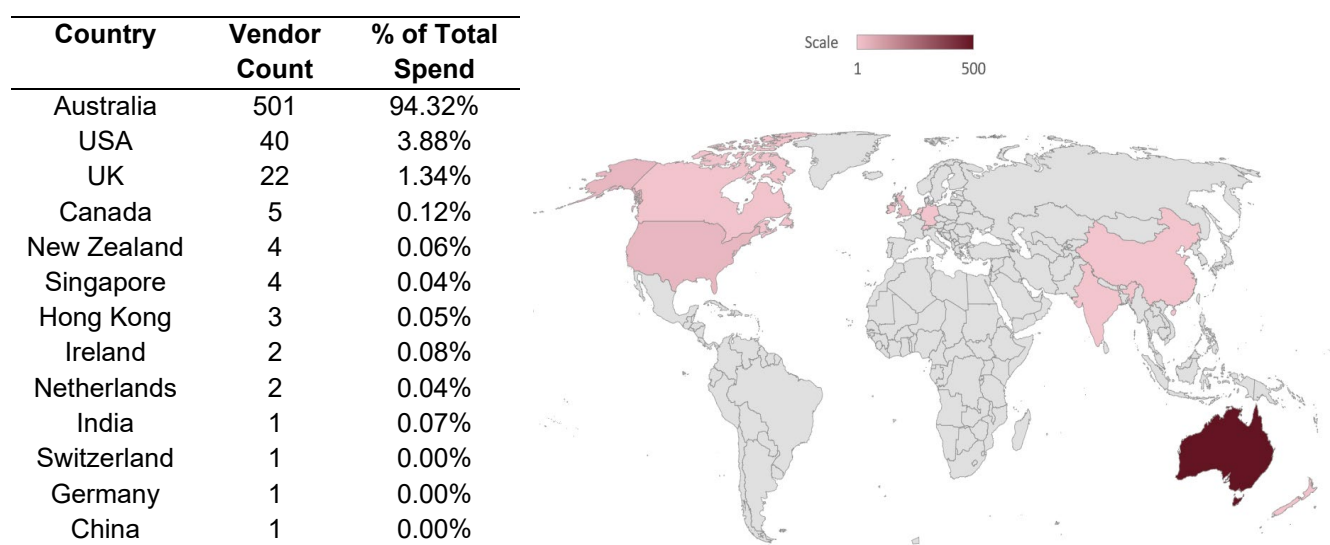 Country Vendor Count % of Total Spend
Australia 501 94.32%
USA 40 3.88%
UK 22 1.34%
Canada 5 0.12%
New Zealand 4 0.06%
Singapore 4 0.04%
Hong Kong 3 0.05%
Ireland 2 0.08%
Netherlands 2 0.04%
India 1 0.07%
Switzerland 1 0.00%
Germany 1 0.00%
China 1 0.00%
Scale
1 500